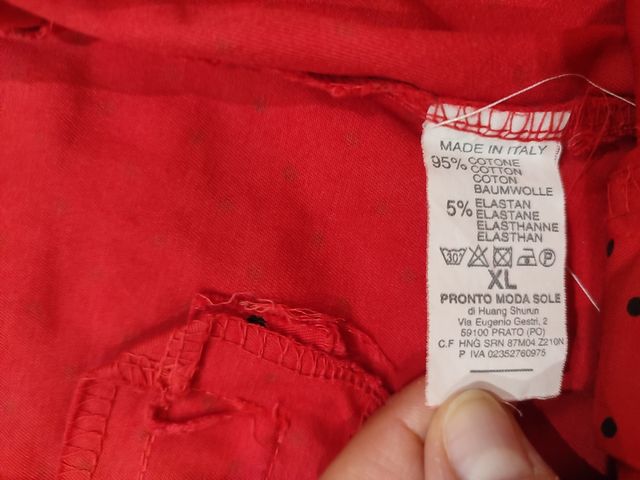 MADE IN ITALY
95% COTONE
COTTON
COTON
BAUMWOLLE
5% ELASTAN
ELASTANE
ELASTHANNE
ELASTHAN
30° P
XL
PRONTO MODA SOLE
di Huang Shurun
Via Eugenio Gestri, 2
59100 PRATO (PO)
C.F HNG SRN 87M04 Z210N
P IVA 02352760975